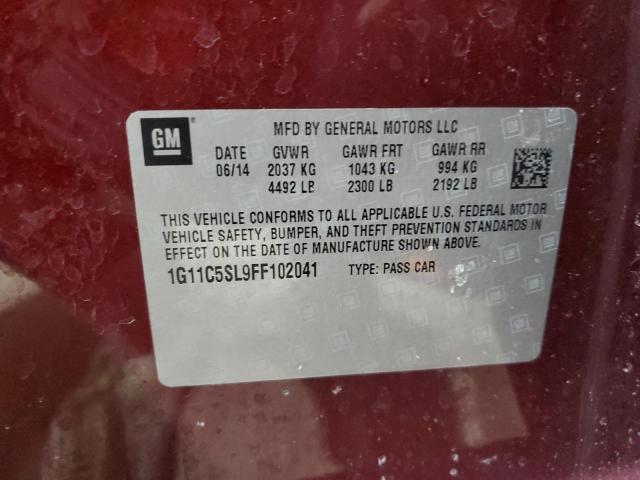 GM
MFD BY GENERAL MOTORS LLC
DATE GVWR GAWR FRT GAWR RR
06/14 2037 KG 1043 KG 994 KG
4492 LB 2300 LB 2192 LB
THIS VEHICLE CONFORMS TO ALL APPLICABLE U.S. FEDERAL MOTOR
VEHICLE SAFETY, BUMPER, AND THEFT PREVENTION STANDARDS IN
EFFECT ON THE DATE OF MANUFACTURE SHOWN ABOVE.
1G11C5SL9FF102041 TYPE: PASS CAR